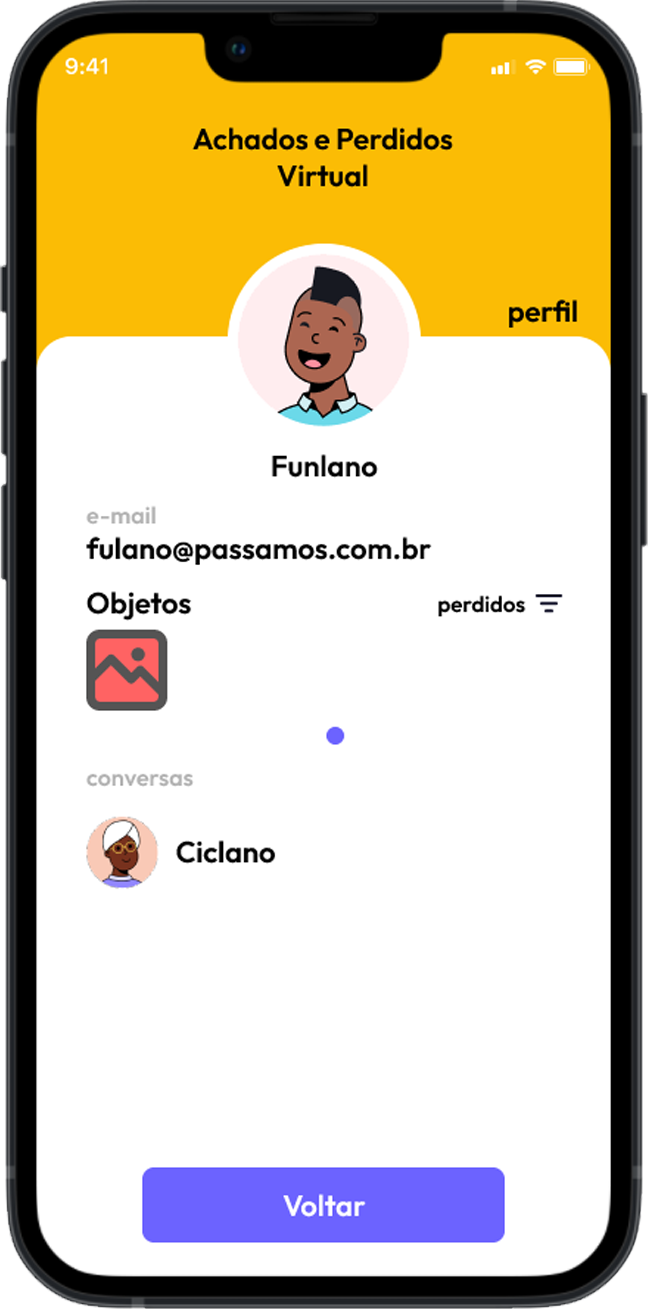 9:41
Achados e Perdidos
Virtual
perfil
Funlano
e-mail
fulano@passamos.com.br
Objetos perdidos
conversas
Ciclano
Voltar